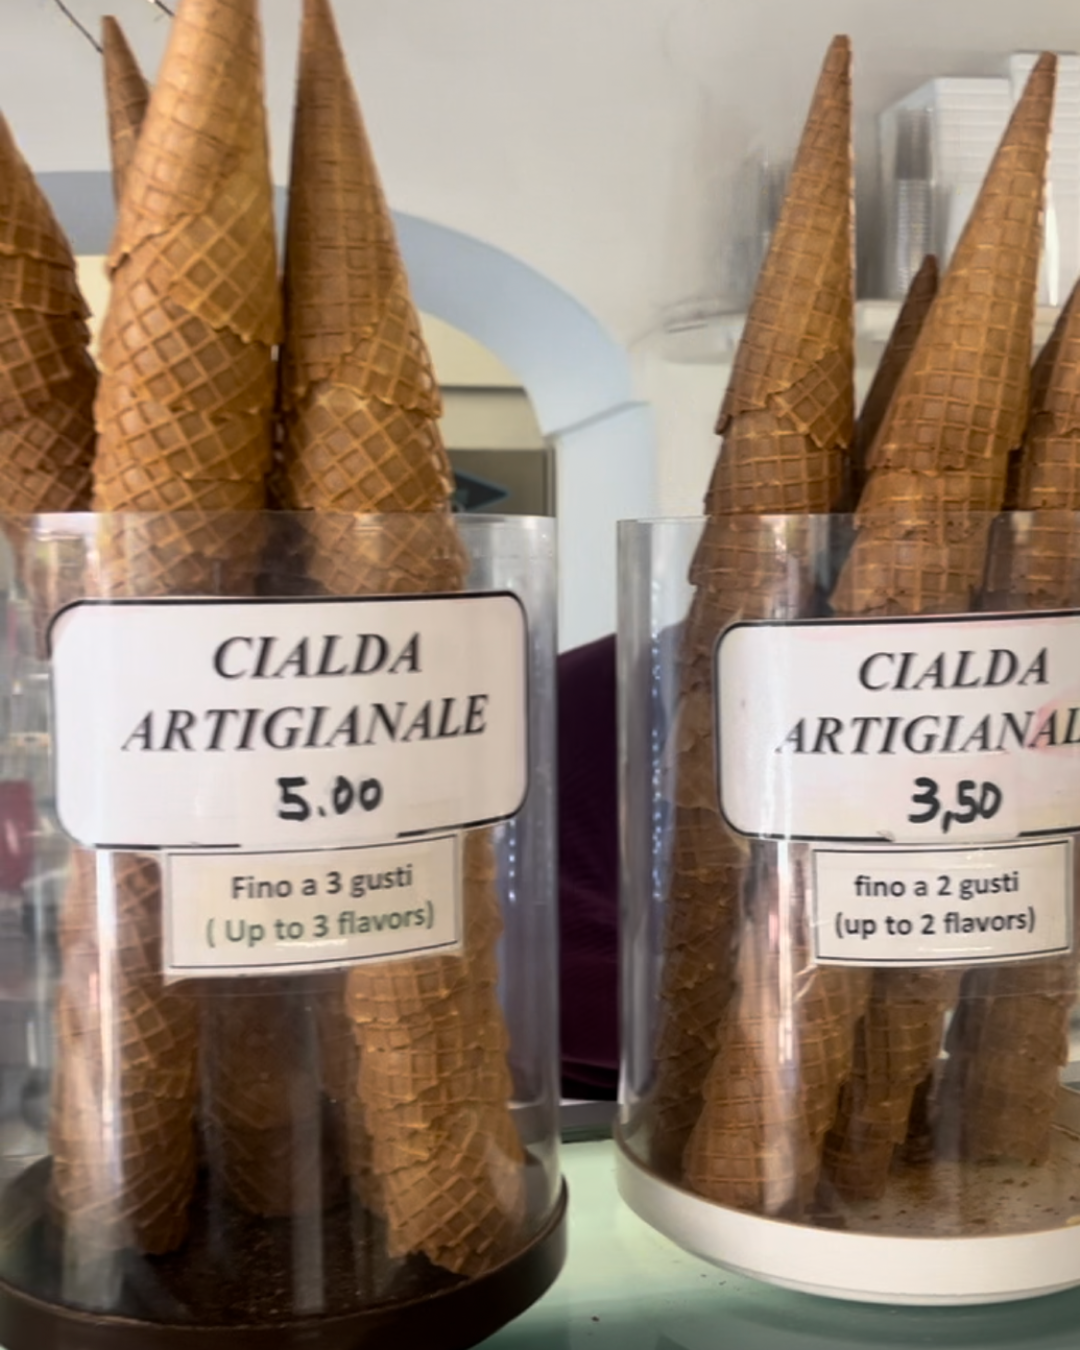 CIALDA
ARTIGIANALE
5.00
Fino a 3 gusti
( Up to 3 flavors)
CIALDA
ARTIGIANAL
3,50
fino a 2 gusti
(up to 2 flavors)